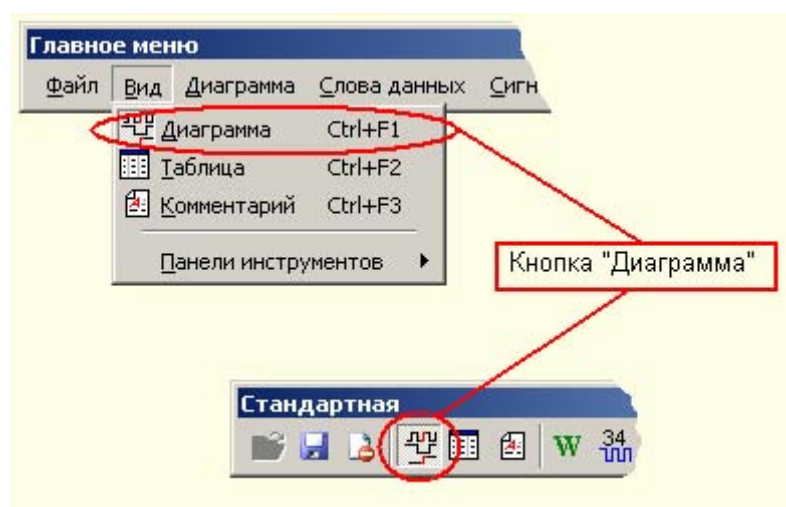 Главное меню
Файл Вид Диаграмма Слова данных Сигн
Диаграмма Ctrl+F1
Таблица Ctrl+F2
Комментарий Ctrl+F3
Панели инструментов
Кнопка "Диаграмма"
Стандартная
W 34